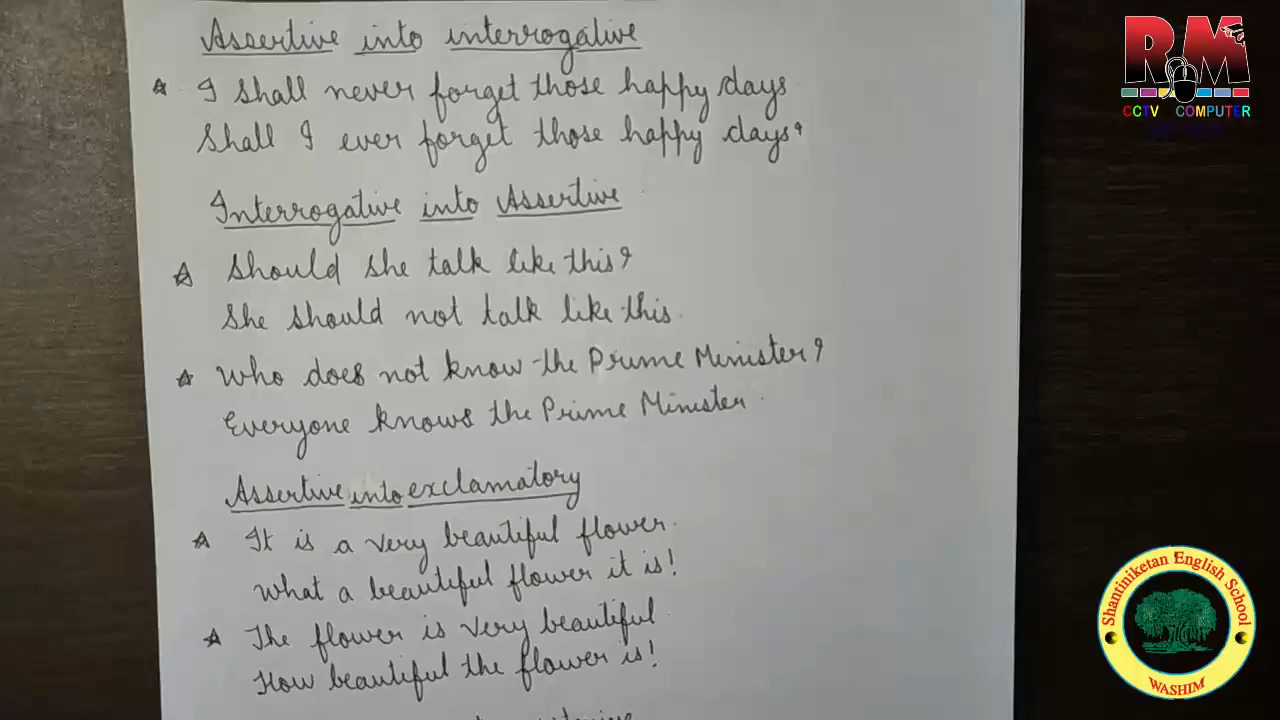 Assertive into interrogative
I shall never forget those happy days
Shall I ever forget those happy days?
Interrogative into Assertive
Should she talk like this?
She should not talk like this.
Who does not know the Prime Minister?
Everyone knows the Prime Minister.
Assertive into exclamatory
It is a very beautiful flower.
What a beautiful flower it is!
The flower is very beautiful.
How beautiful the flower is!
RM
CCTV COMPUTER
Shantiniketan English School
WASHIM